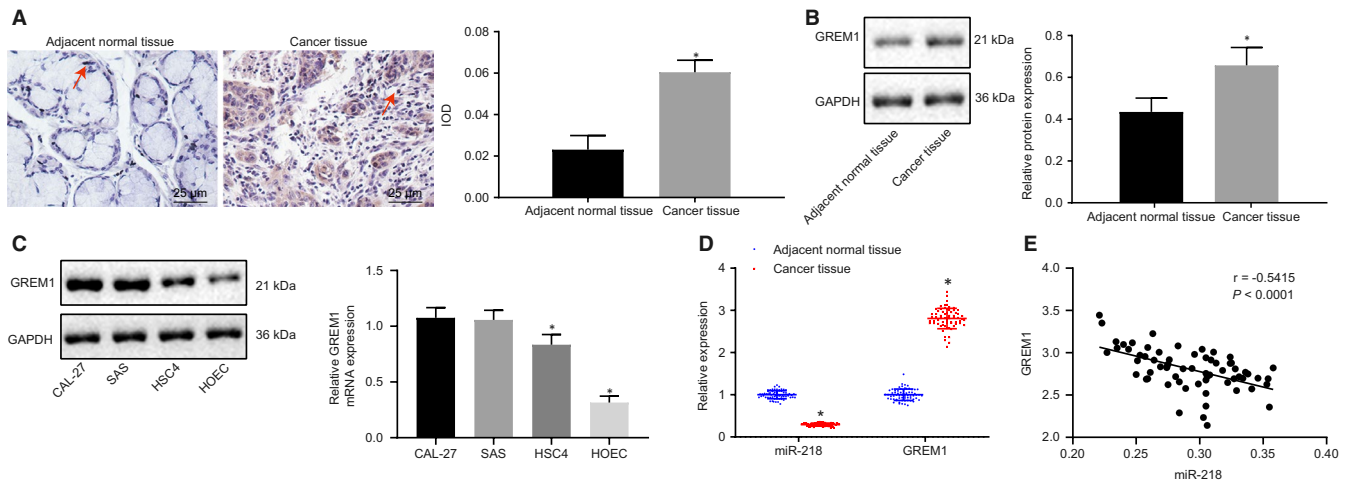 A
Adjacent normal tissue
25 μm
Cancer tissue
25 μm
IOD
0.08
0.06
0.04
0.02
0.00
*
Adjacent normal tissue
Cancer tissue
B
GREM1
21 kDa
GAPDH
36 kDa
Adjacent normal tissue
Cancer tissue
Relative protein expression
0.8
0.6
0.4
0.2
0.0
*
Adjacent normal tissue
Cancer tissue
C
GREM1
21 kDa
GAPDH
36 kDa
CAL-27
SAS
HSC4
HOEC
Relative GREM1
mRNA expression
1.5
1.0
0.5
0.0
*
*
CAL-27
SAS
HSC4
HOEC
D
Adjacent normal tissue
Cancer tissue
Relative expression
4
3
2
1
0
*
*
miR-218
GREM1
E
r = -0.5415
P < 0.0001
GREM1
4.0
3.5
3.0
2.5
2.0
0.20
0.25
0.30
0.35
0.40
miR-218